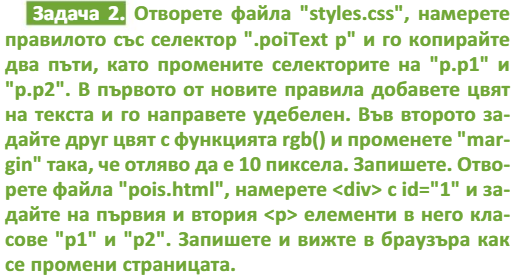 Задача 2. Отворете файла "styles.css", намерете
правилото със селектор ".poiText p" и го копирайте
два пъти, като промените селекторите на "p.p1" и
"p.p2". В първото от новите правила добавете цвят
на текста и го направете удебелен. Във второто за-
дайте друг цвят с функцията rgb() и променете "mar-
gin" така, че отляво да е 10 пиксела. Запишете. Отво-
рете файла "pois.html", намерете <div> с id="1" и за-
дайте на първия и втория <p> елементи в него кла-
сове "p1" и "p2". Запишете и вижте в браузъра как
се промени страницата.